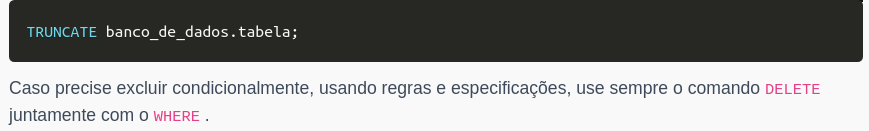 TRUNCATE banco_de_dados.tabela;
Caso precise excluir condicionalmente, usando regras e especificações, use sempre o comando DELETE
juntamente com o WHERE .